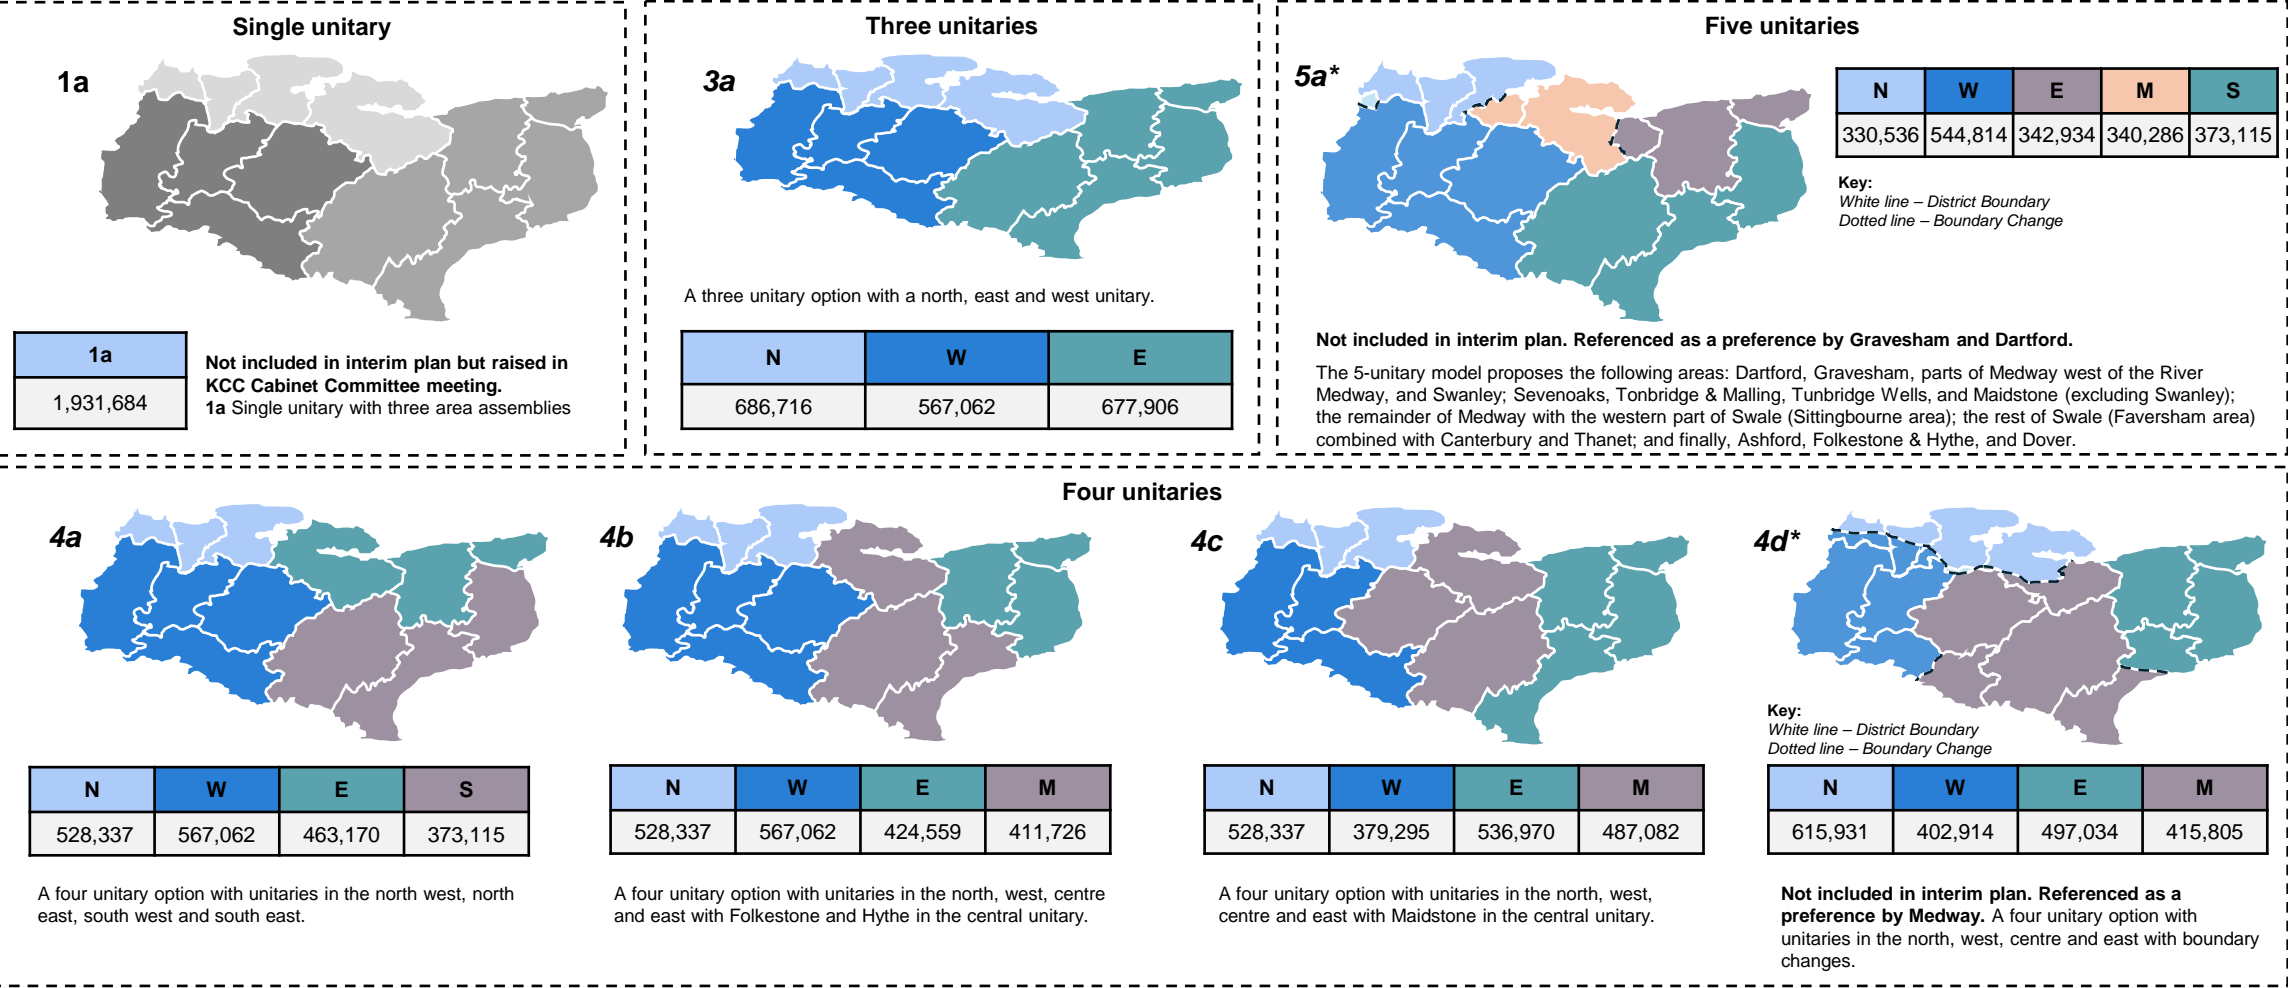 Single unitary
1a
1a
1,931,684
Not included in interim plan but raised in
KCC Cabinet Committee meeting.
1a Single unitary with three area assemblies
Three unitaries
3a
A three unitary option with a north, east and west unitary.
N W E
686,716 567,062 677,906
Five unitaries
5a*
N W E M S
330,536 544,814 342,934 340,286 373,115
Key:
White line – District Boundary
Dotted line – Boundary Change
Not included in interim plan. Referenced as a preference by Gravesham and Dartford.
The 5-unitary model proposes the following areas: Dartford, Gravesham, parts of Medway west of the River
Medway, and Swanley; Sevenoaks, Tonbridge & Malling, Tunbridge Wells, and Maidstone (excluding Swanley);
the remainder of Medway with the western part of Swale (Sittingbourne area); the rest of Swale (Faversham area)
combined with Canterbury and Thanet; and finally, Ashford, Folkestone & Hythe, and Dover.
Four unitaries
4a
N W E S
528,337 567,062 463,170 373,115
A four unitary option with unitaries in the north west, north
east, south west and south east.
4b
N W E M
528,337 567,062 424,559 411,726
A four unitary option with unitaries in the north, west, centre
and east with Folkestone and Hythe in the central unitary.
4c
N W E M
528,337 379,295 536,970 487,082
A four unitary option with unitaries in the north, west,
centre and east with Maidstone in the central unitary.
4d*
Key:
White line – District Boundary
Dotted line – Boundary Change
N W E M
615,931 402,914 497,034 415,805
Not included in interim plan. Referenced as a
preference by Medway. A four unitary option with
unitaries in the north, west, centre and east with boundary
changes.